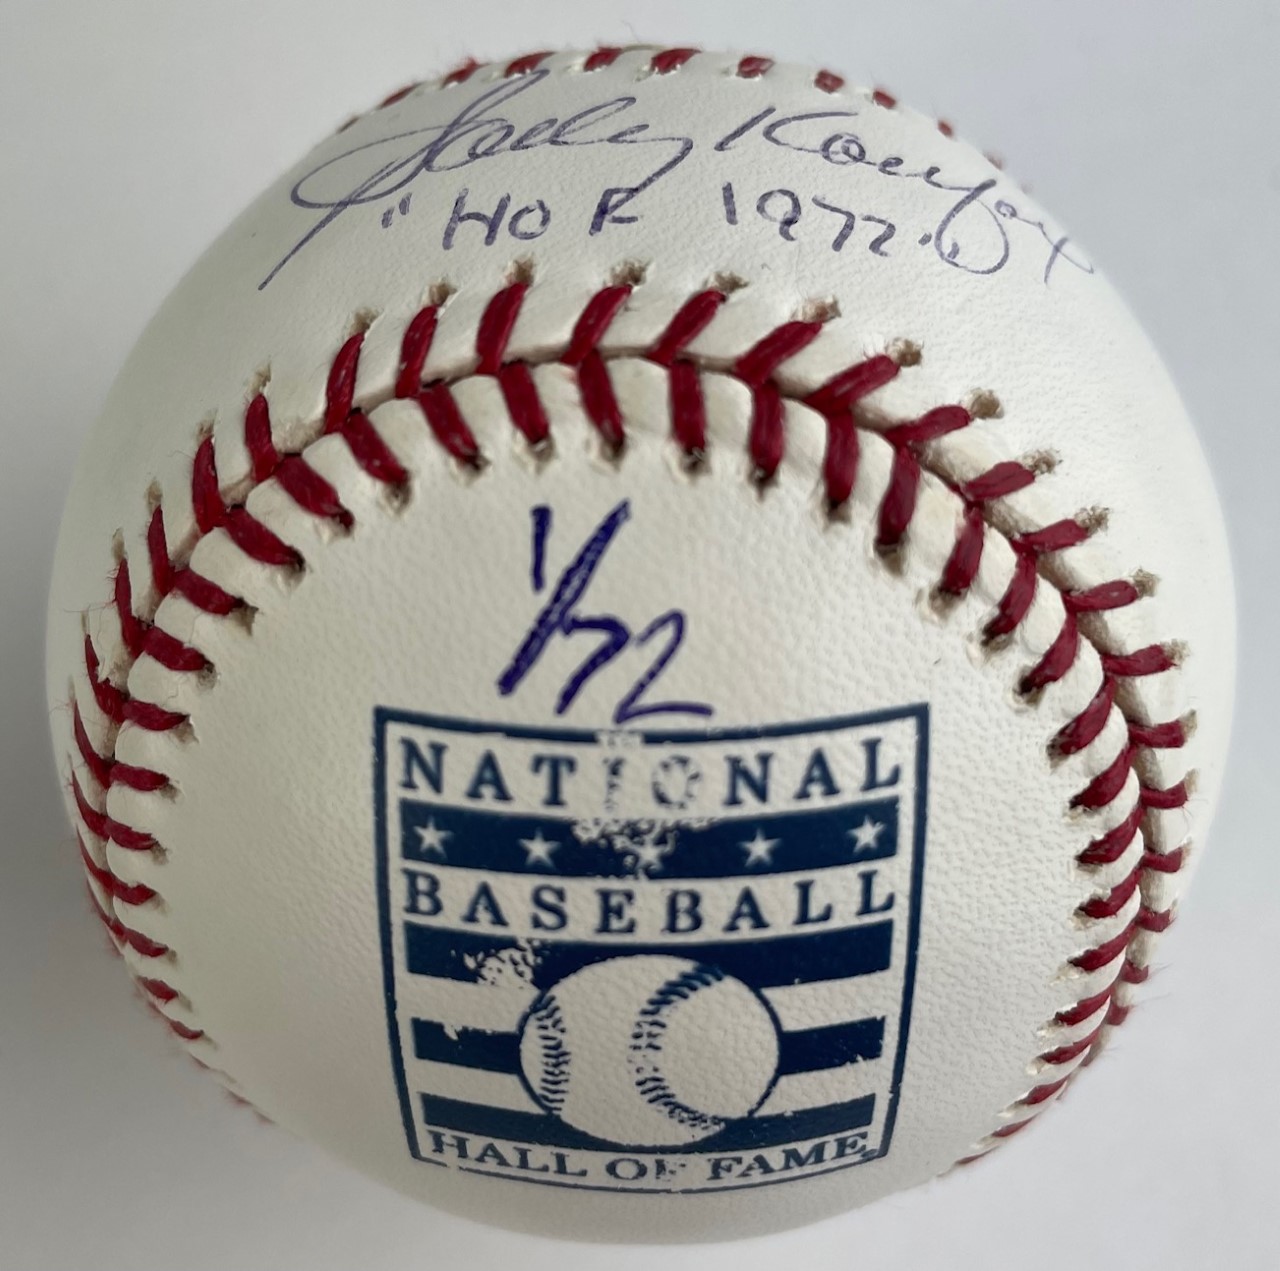 Sandy Koufax
"HOF 1972."
1/72
NATIONAL
BASEBALL
HALL OF FAME